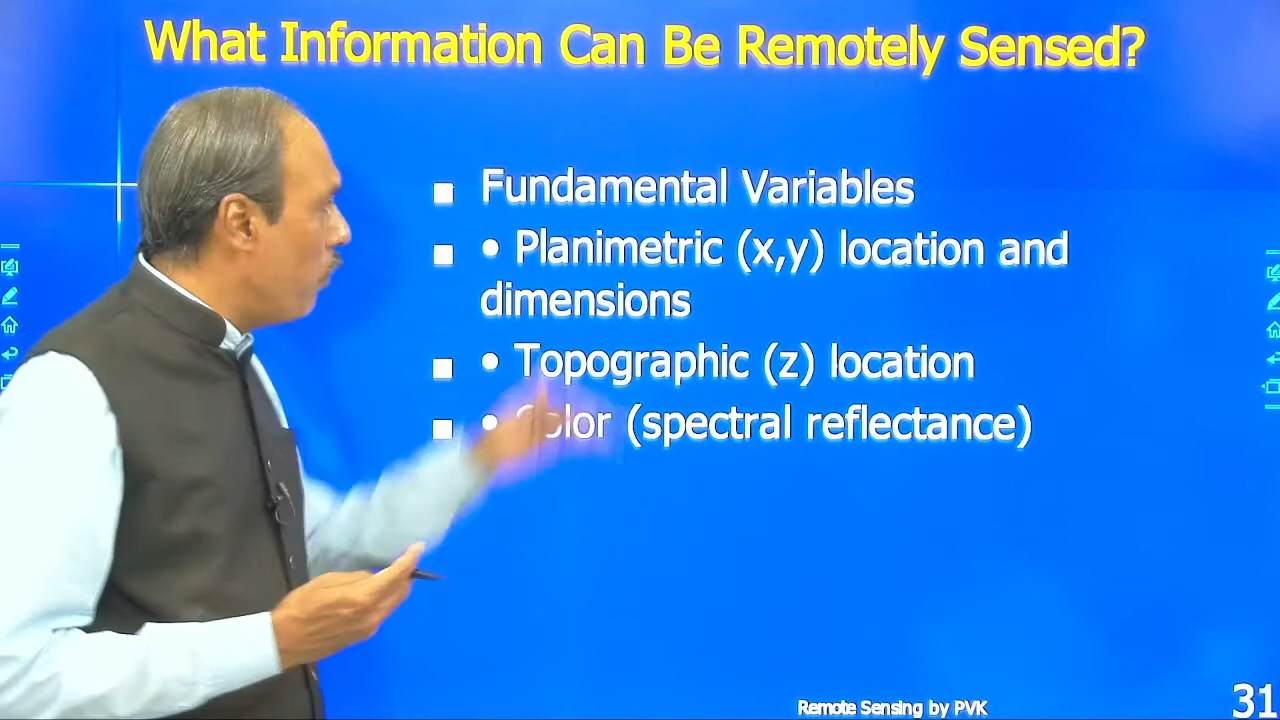 What Information Can Be Remotely Sensed?
Fundamental Variables
• Planimetric (x,y) location and
dimensions
• Topographic (z) location
• Color (spectral reflectance)
Remote Sensing by PVK
31